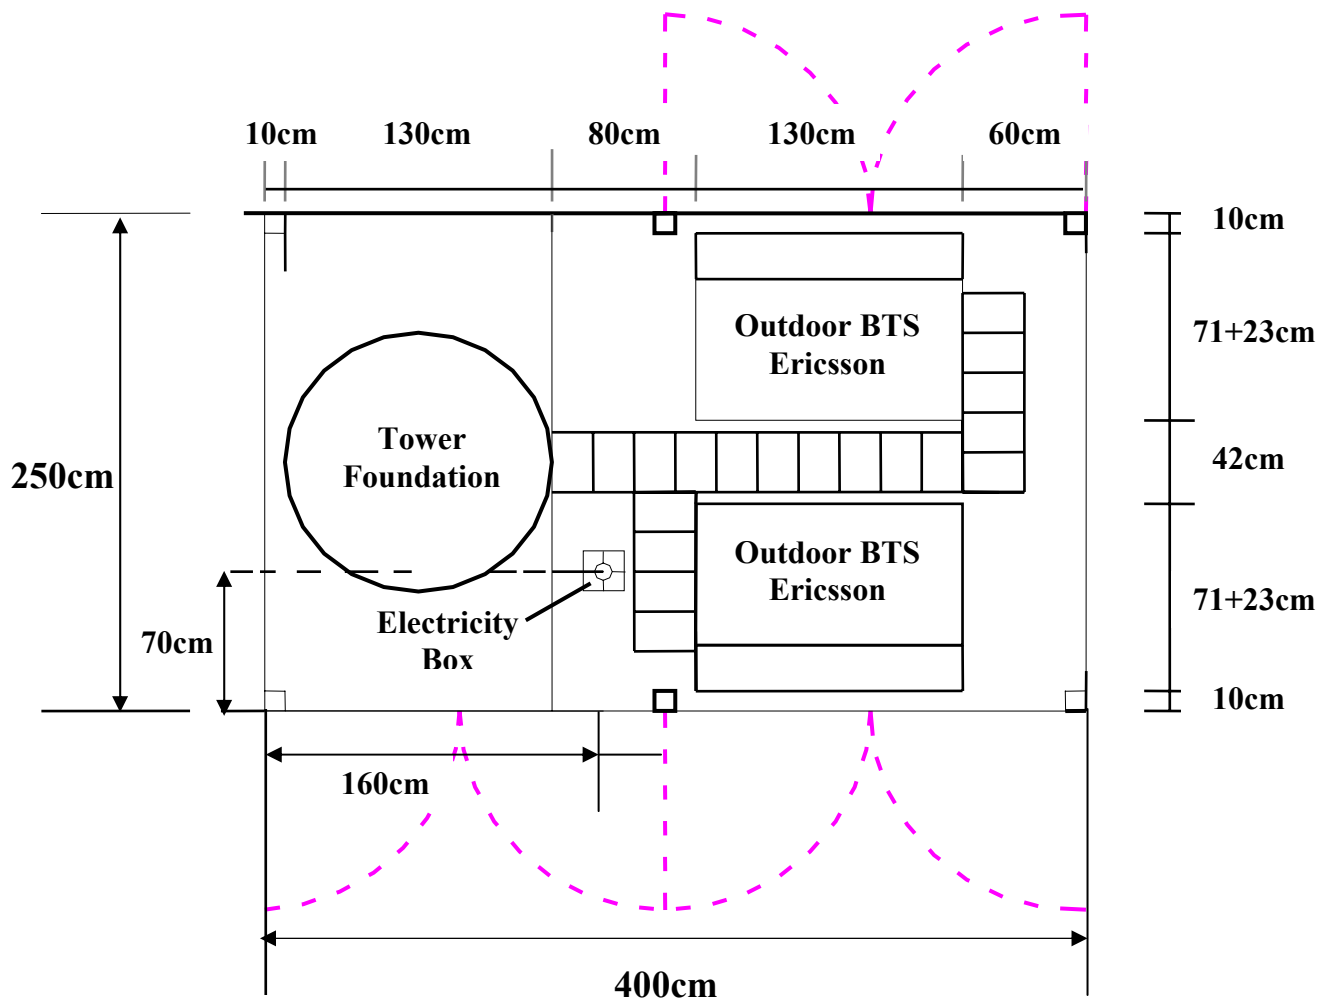 10cm 130cm 80cm 130cm 60cm
10cm
Outdoor BTS
Ericsson
71+23cm
Tower
Foundation
250cm
42cm
Outdoor BTS
Ericsson
71+23cm
Electricity
Box
70cm
10cm
160cm
400cm